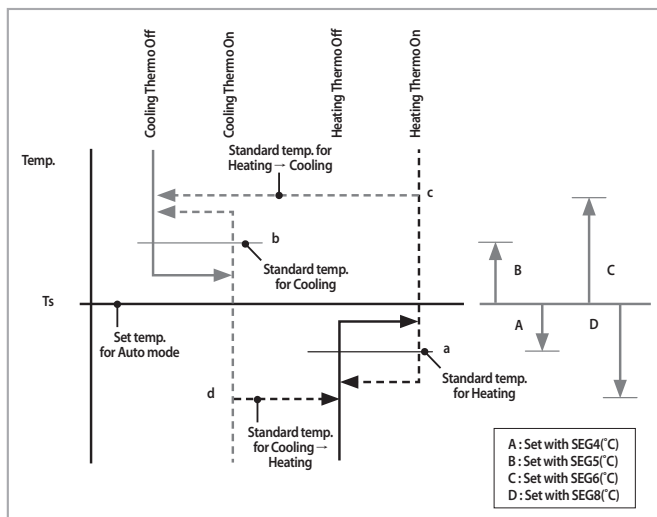 Cooling Thermo Off
Cooling Thermo On
Heating Thermo Off
Heating Thermo On
Temp.
Standard temp. for
Heating → Cooling
c
b
Standard temp.
for Cooling
B
C
Ts
Set temp.
for Auto mode
A
D
a
Standard temp.
for Heating
d
Standard temp.
for Cooling →
Heating
A : Set with SEG4(˚C)
B : Set with SEG5(˚C)
C : Set with SEG6(˚C)
D : Set with SEG8(˚C)